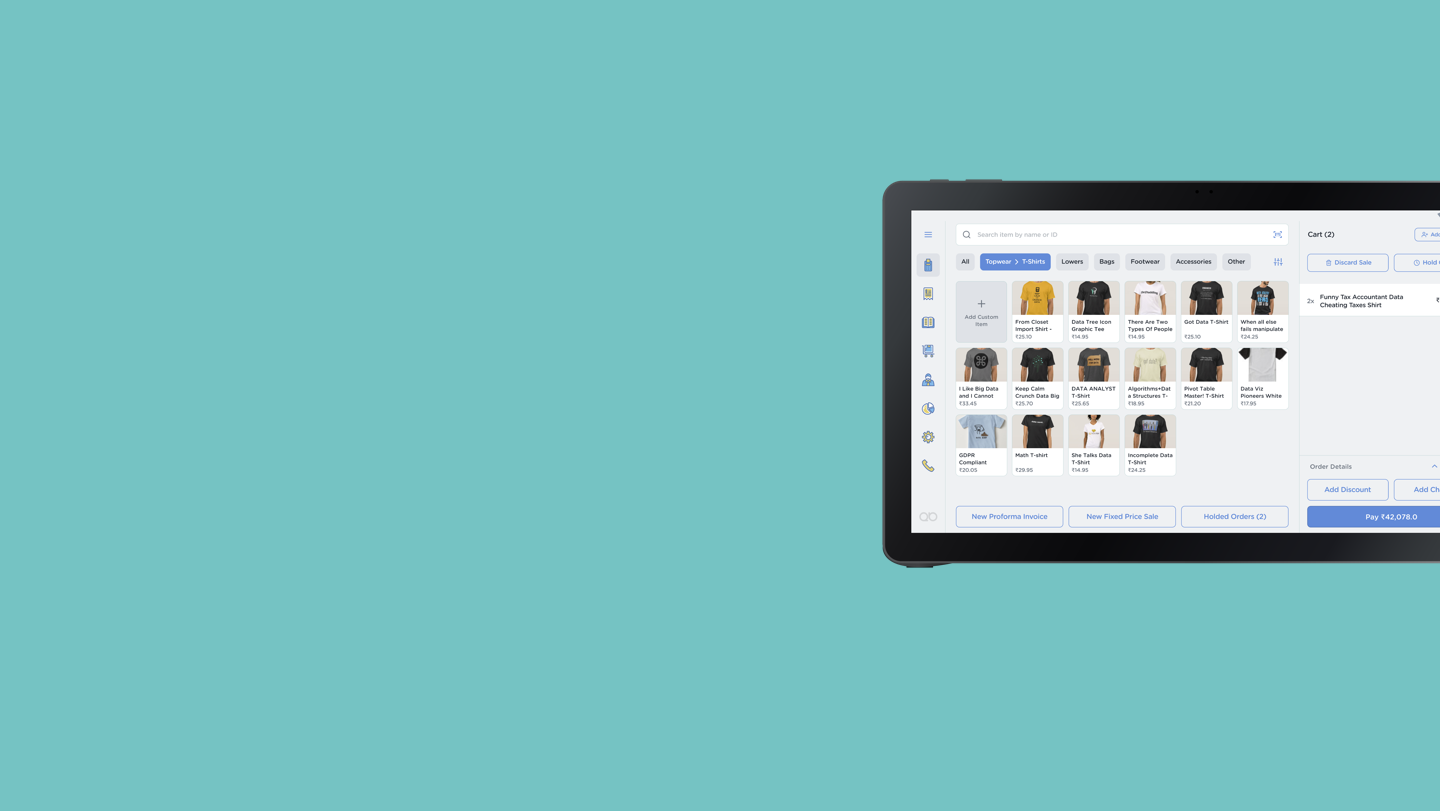 Search item by name or ID
All
Topwear > T-Shirts
Lowers
Bags
Footwear
Accessories
Other
Add Custom
Item
From Closet
Import Shirt -
₹25.10
Data Tree Icon
Graphic Tee
₹14.95
There Are Two
Types Of People
₹14.95
Got Data T-Shirt
₹25.10
When all else
fails manipulate
₹24.25
I Like Big Data
and I Cannot
₹33.45
Keep Calm
Crunch Data Big
₹25.70
DATA ANALYST
T-Shirt
₹25.65
Algorithms+Dat
a Structures T-
₹18.95
Pivot Table
Master! T-Shirt
₹21.20
Data Viz
Pioneers White
₹17.95
GDPR
Compliant
₹20.05
Math T-shirt
₹29.95
She Talks Data
T-Shirt
₹14.95
Incomplete Data
T-Shirt
₹24.25
New Proforma Invoice
New Fixed Price Sale
Holded Orders (2)
Cart (2)
Add
Discard Sale
Hold
2x
Funny Tax Accountant Data
Cheating Taxes Shirt
₹
Order Details
Add Discount
Add Ch
Pay ₹42,078.0